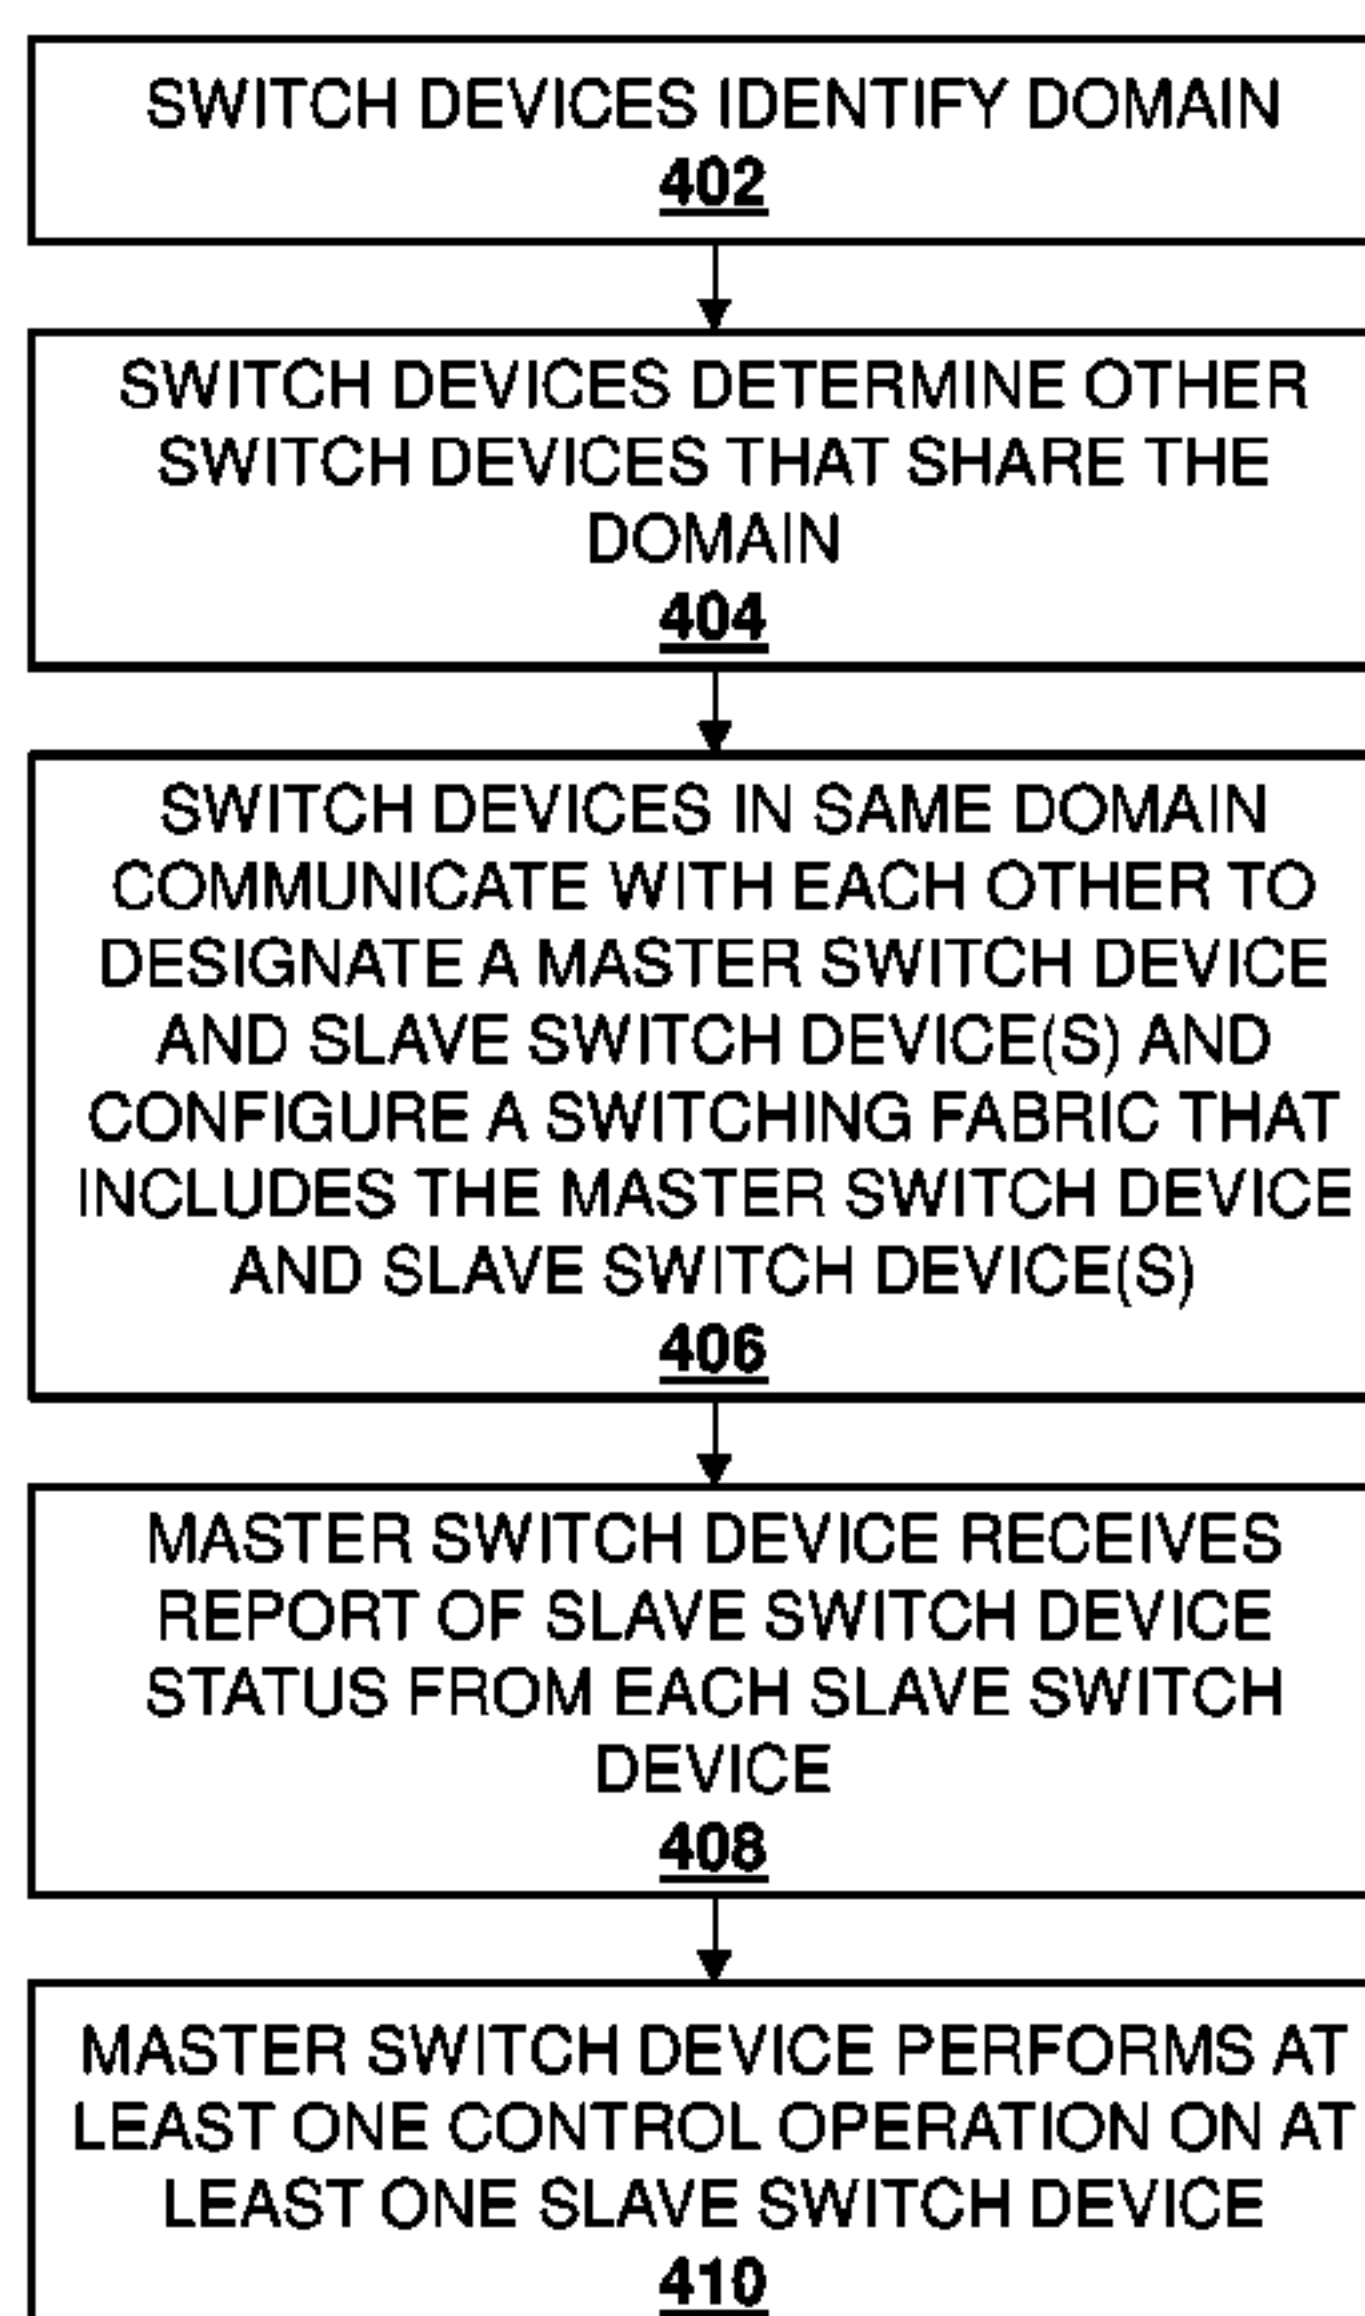 SWITCH DEVICES IDENTIFY DOMAIN
402
SWITCH DEVICES DETERMINE OTHER
SWITCH DEVICES THAT SHARE THE
DOMAIN
404
SWITCH DEVICES IN SAME DOMAIN
COMMUNICATE WITH EACH OTHER TO
DESIGNATE A MASTER SWITCH DEVICE
AND SLAVE SWITCH DEVICE(S) AND
CONFIGURE A SWITCHING FABRIC THAT
INCLUDES THE MASTER SWITCH DEVICE
AND SLAVE SWITCH DEVICE(S)
406
MASTER SWITCH DEVICE RECEIVES
REPORT OF SLAVE SWITCH DEVICE
STATUS FROM EACH SLAVE SWITCH
DEVICE
408
MASTER SWITCH DEVICE PERFORMS AT
LEAST ONE CONTROL OPERATION ON AT
LEAST ONE SLAVE SWITCH DEVICE
410